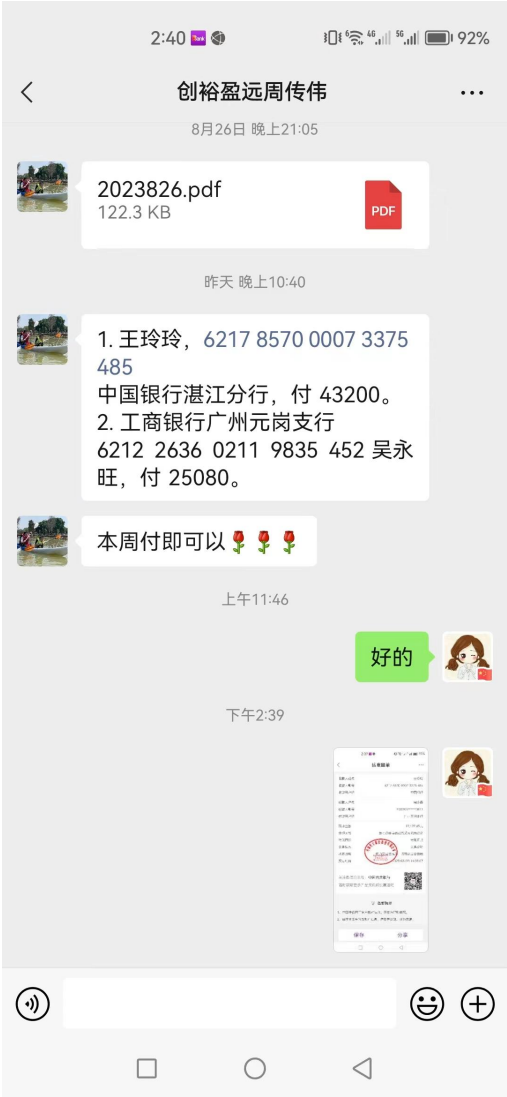 2:40
92%
创裕盈远周传伟
8月26日 晚上21:05
2023826.pdf
122.3 KB
PDF
昨天 晚上10:40
1. 王玲玲，6217 8570 0007 3375
485
中国银行湛江分行，付 43200。
2. 工商银行广州元岗支行
6212 2636 0211 9835 452 吴永
旺，付 25080。
本周付即可以
上午11:46
好的
下午2:39